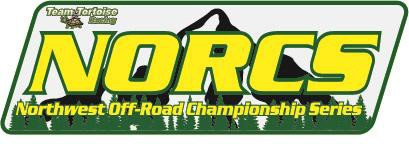 Team Tortoise
Racing
NORCS
Northwest Off-Road Championship Series